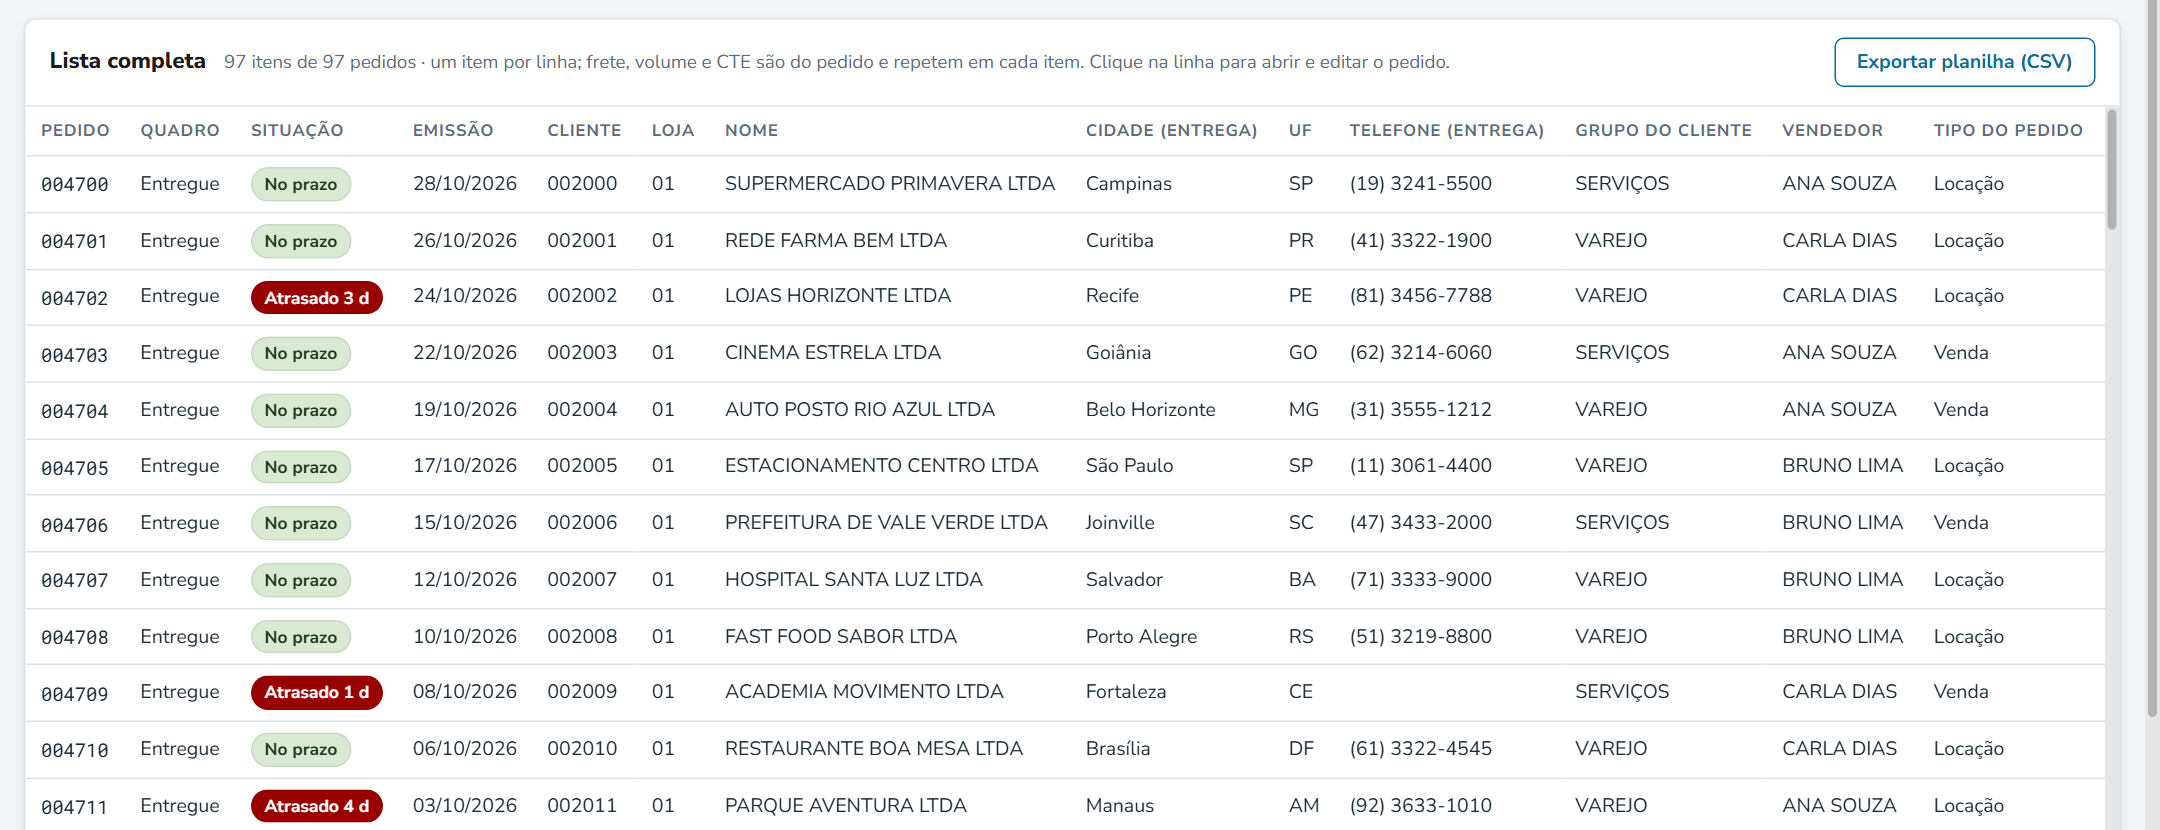 Lista completa 97 itens de 97 pedidos · um item por linha; frete, volume e CTE são do pedido e repetem em cada item. Clique na linha para abrir e editar o pedido. Exportar planilha (CSV)
PEDIDO QUADRO SITUAÇÃO EMISSÃO CLIENTE LOJA NOME CIDADE (ENTREGA) UF TELEFONE (ENTREGA) GRUPO DO CLIENTE VENDEDOR TIPO DO PEDIDO
004700 Entregue No prazo 28/10/2026 002000 01 SUPERMERCADO PRIMAVERA LTDA Campinas SP (19) 3241-5500 SERVIÇOS ANA SOUZA Locação
004701 Entregue No prazo 26/10/2026 002001 01 REDE FARMA BEM LTDA Curitiba PR (41) 3322-1900 VAREJO CARLA DIAS Locação
004702 Entregue Atrasado 3 d 24/10/2026 002002 01 LOJAS HORIZONTE LTDA Recife PE (81) 3456-7788 VAREJO CARLA DIAS Locação
004703 Entregue No prazo 22/10/2026 002003 01 CINEMA ESTRELA LTDA Goiânia GO (62) 3214-6060 SERVIÇOS ANA SOUZA Venda
004704 Entregue No prazo 19/10/2026 002004 01 AUTO POSTO RIO AZUL LTDA Belo Horizonte MG (31) 3555-1212 VAREJO ANA SOUZA Venda
004705 Entregue No prazo 17/10/2026 002005 01 ESTACIONAMENTO CENTRO LTDA São Paulo SP (11) 3061-4400 VAREJO BRUNO LIMA Locação
004706 Entregue No prazo 15/10/2026 002006 01 PREFEITURA DE VALE VERDE LTDA Joinville SC (47) 3433-2000 SERVIÇOS BRUNO LIMA Venda
004707 Entregue No prazo 12/10/2026 002007 01 HOSPITAL SANTA LUZ LTDA Salvador BA (71) 3333-9000 VAREJO BRUNO LIMA Locação
004708 Entregue No prazo 10/10/2026 002008 01 FAST FOOD SABOR LTDA Porto Alegre RS (51) 3219-8800 VAREJO BRUNO LIMA Locação
004709 Entregue Atrasado 1 d 08/10/2026 002009 01 ACADEMIA MOVIMENTO LTDA Fortaleza CE SERVIÇOS CARLA DIAS Venda
004710 Entregue No prazo 06/10/2026 002010 01 RESTAURANTE BOA MESA LTDA Brasília DF (61) 3322-4545 VAREJO CARLA DIAS Locação
004711 Entregue Atrasado 4 d 03/10/2026 002011 01 PARQUE AVENTURA LTDA Manaus AM (92) 3633-1010 VAREJO ANA SOUZA Locação